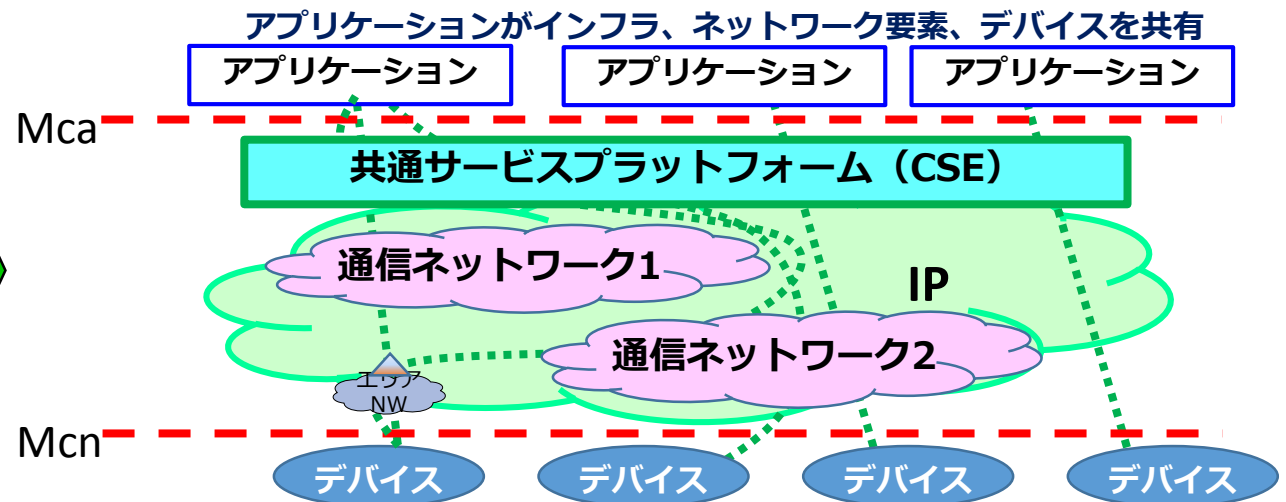 アプリケーションがインフラ、ネットワーク要素、デバイスを共有
アプリケーション アプリケーション アプリケーション
Mca
共通サービスプラットフォーム（CSE）
通信ネットワーク1
IP
通信ネットワーク2
エリア
NW
Mcn
デバイス デバイス デバイス デバイス